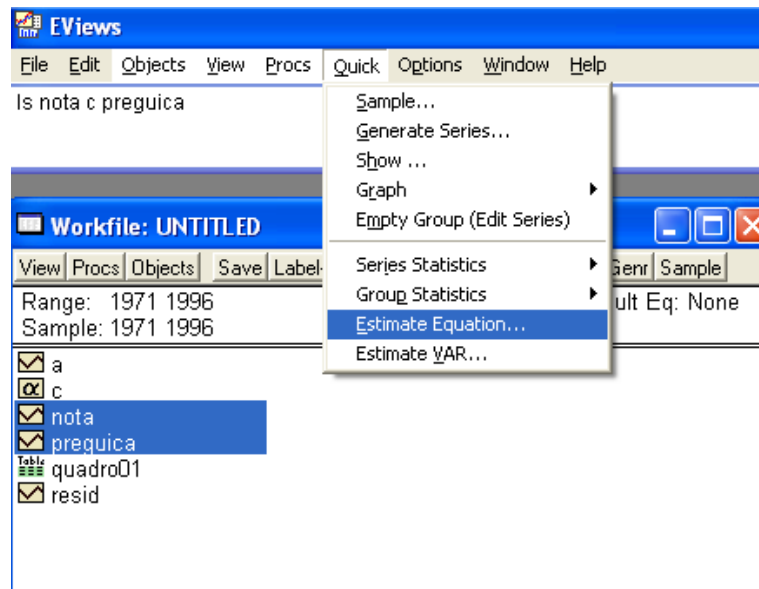 EViews
File Edit Objects View Procs Quick Options Window Help
ls nota c preguica
Sample...
Generate Series...
Show ...
Graph
Empty Group (Edit Series)
Series Statistics
Group Statistics
Estimate Equation...
Estimate VAR...
Workfile: UNTITLED
View Procs Objects Save Label Genr Sample
Range: 1971 1996 ult Eq: None
Sample: 1971 1996
a
α c
nota
preguica
Table quadro01
resid